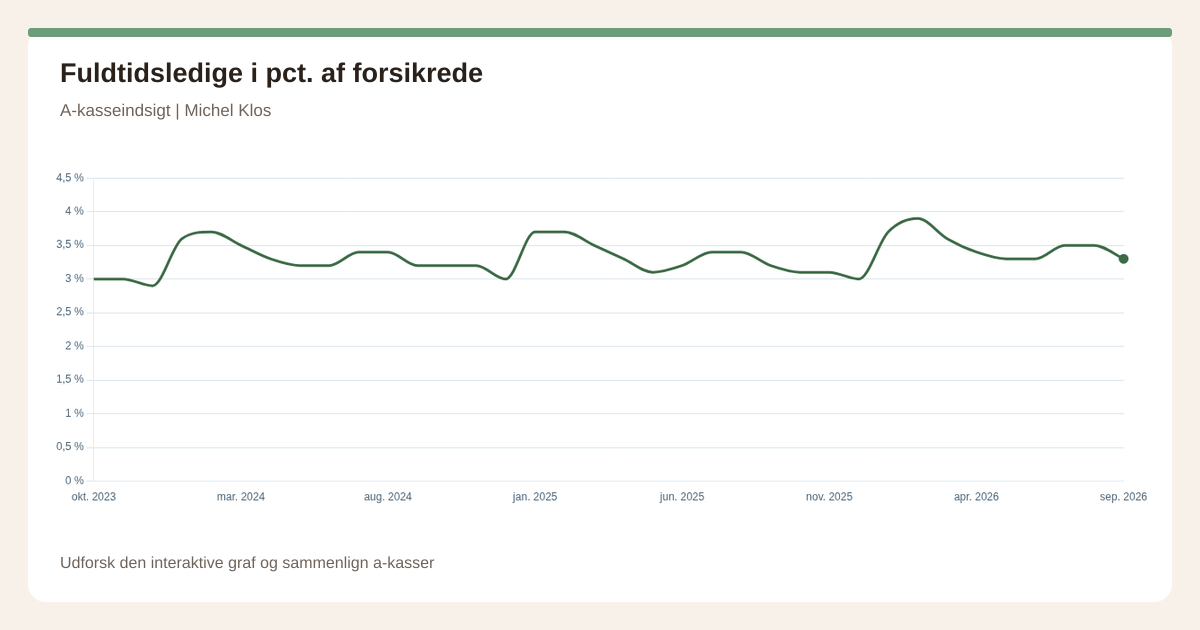 Fuldtidsledige i pct. af forsikrede
A-kasseindsigt | Michel Klos
4,5 %
4 %
3,5 %
3 %
2,5 %
2 %
1,5 %
1 %
0,5 %
0 %
okt. 2023 mar. 2024 aug. 2024 jan. 2025 jun. 2025 nov. 2025 apr. 2026 sep. 2026
Udforsk den interaktive graf og sammenlign a-kasser